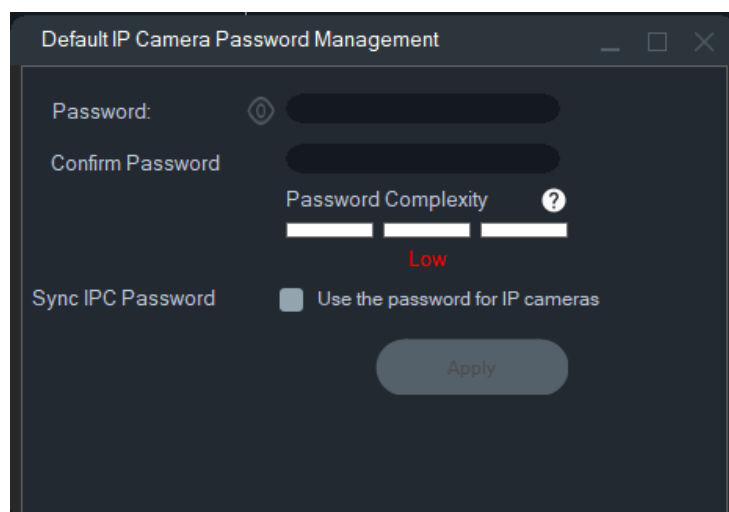 Default IP Camera Password Management
Password:
Confirm Password
Password Complexity ?
Low
Sync IPC Password Use the password for IP cameras
Apply